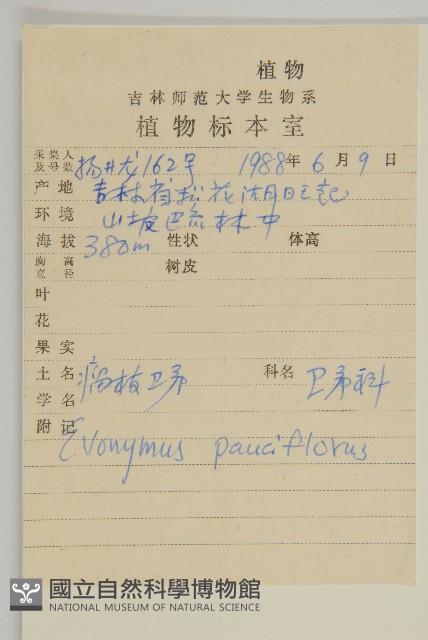 植物
吉林师范大学生物系
植物标本室
采集人及号数 杨井龙162号 1988年6月9日
产地 吉林省松花湖
环境 山坡 林中
海拔 380m 性状 体高
胸高直径 树皮
叶
花
果实
土名 瘤枝卫矛 科名 卫矛科
学名
附记 Evonymus pauciflorus
國立自然科學博物館
NATIONAL MUSEUM OF NATURAL SCIENCE